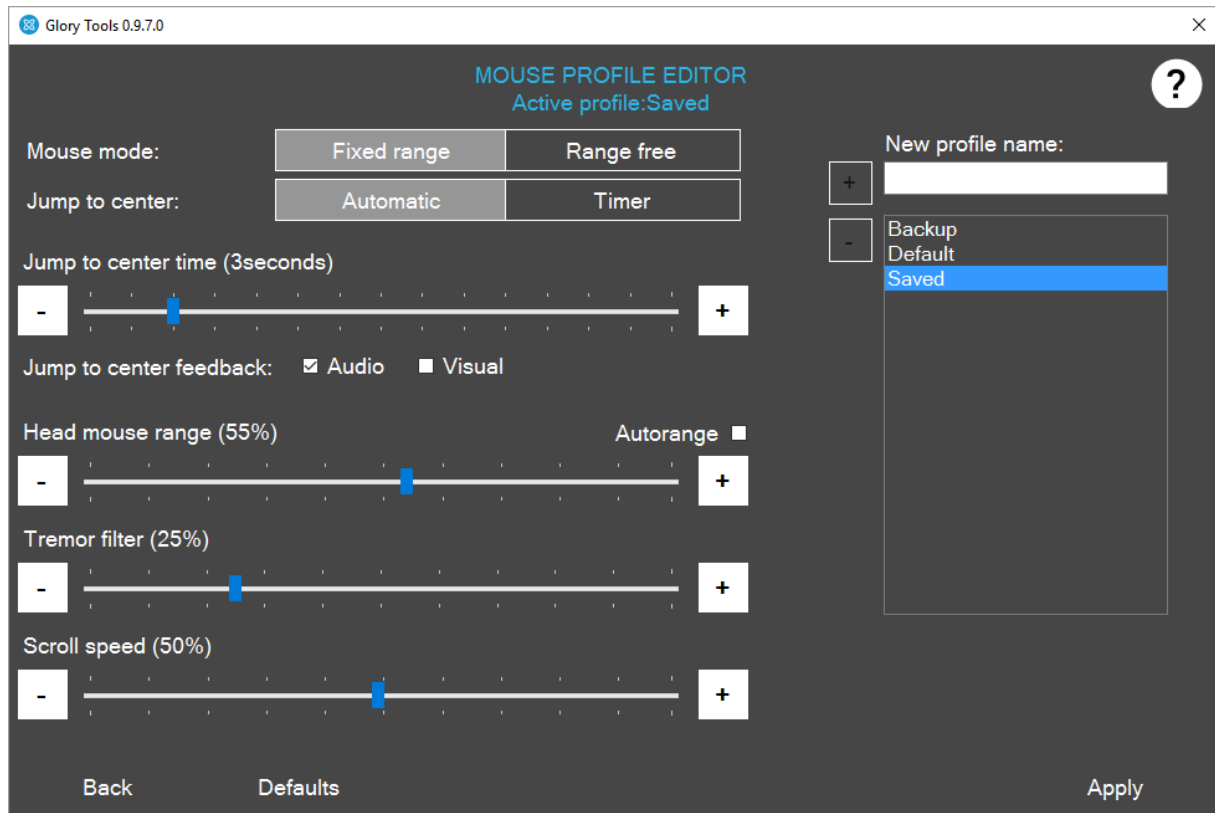 Glory Tools 0.9.7.0
MOUSE PROFILE EDITOR
Active profile:Saved
?
Mouse mode:
Fixed range
Range free
Jump to center:
Automatic
Timer
Jump to center time (3seconds)
-
+
Jump to center feedback:
Audio
Visual
Head mouse range (55%)
Autorange
-
+
Tremor filter (25%)
-
+
Scroll speed (50%)
-
+
New profile name:
+
-
Backup
Default
Saved
Back
Defaults
Apply